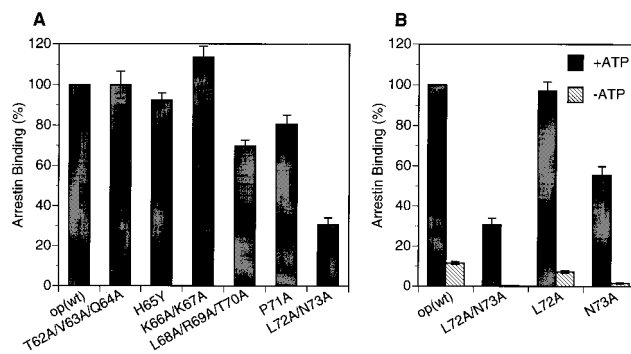 A
120
100
80
60
40
20
0
Arrestin Binding (%)
op(wt)
T62A/V63A/Q64A
H65Y
K66A/K67A
L68A/R69A/T70A
P71A
L72A/N73A
B
120
100
80
60
40
20
0
Arrestin Binding (%)
+ATP
-ATP
op(wt)
L72A/N73A
L72A
N73A